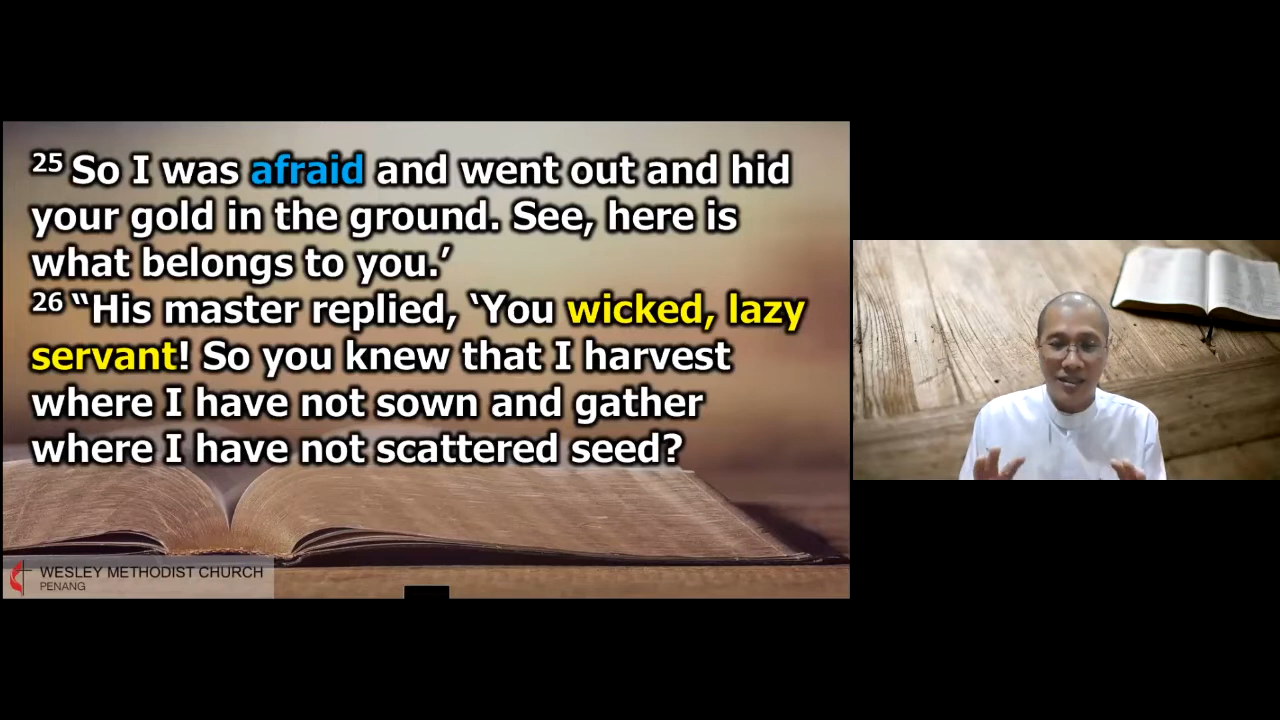 25 So I was afraid and went out and hid
your gold in the ground. See, here is
what belongs to you.’
26 “His master replied, ‘You wicked, lazy
servant! So you knew that I harvest
where I have not sown and gather
where I have not scattered seed?
WESLEY METHODIST CHURCH
PENANG